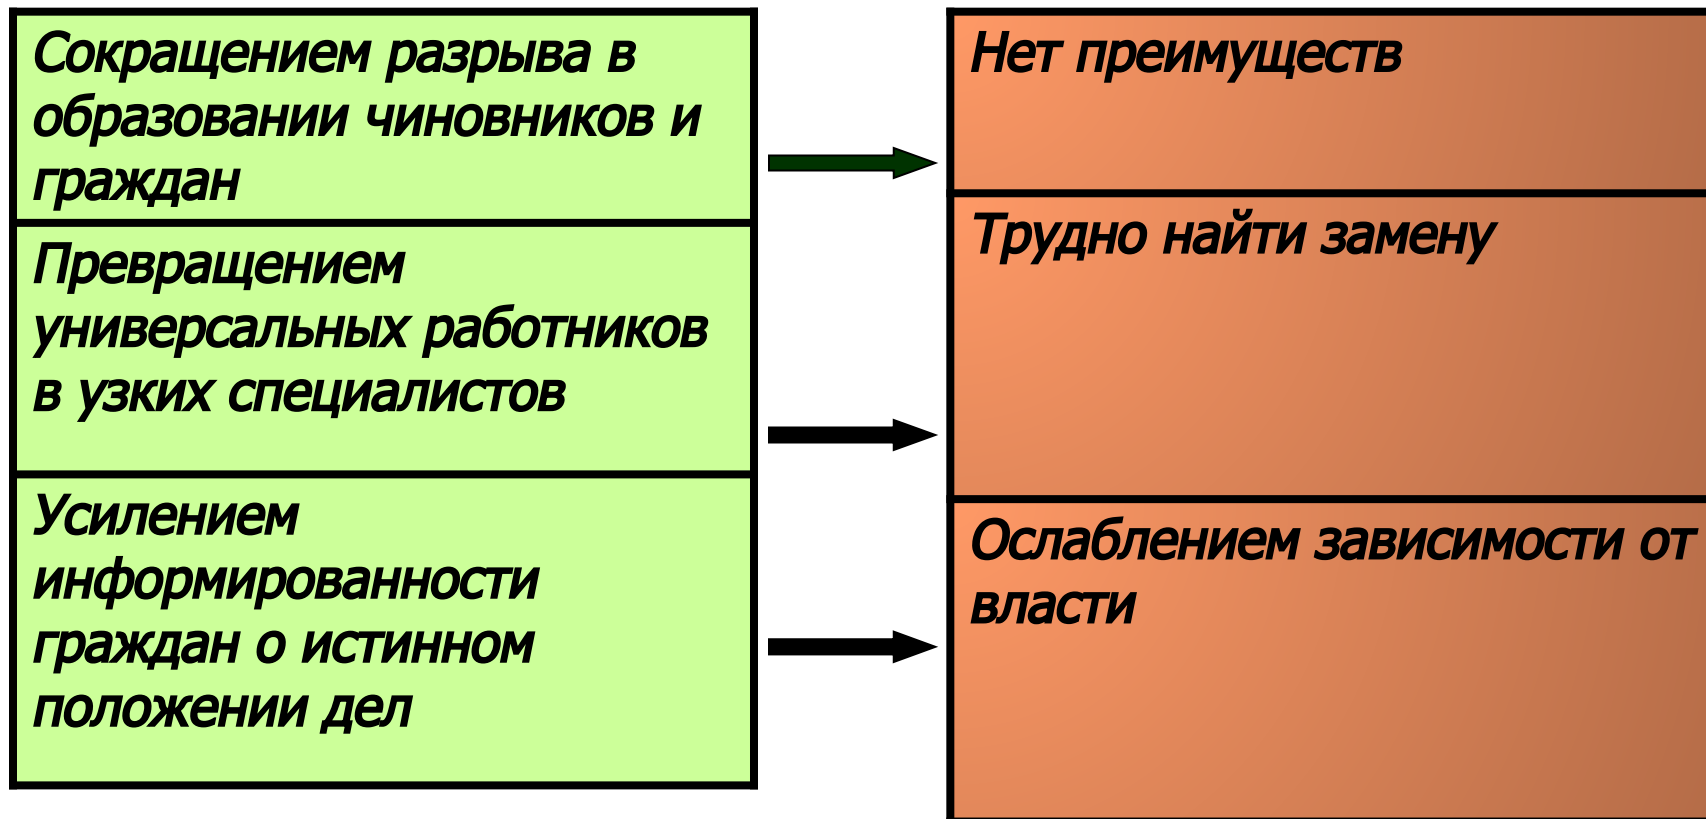 Сокращением разрыва в
образовании чиновников и
граждан
Превращением
универсальных работников
в узких специалистов
Усилением
информированности
граждан о истинном
положении дел
Нет преимуществ
Трудно найти замену
Ослаблением зависимости от
власти